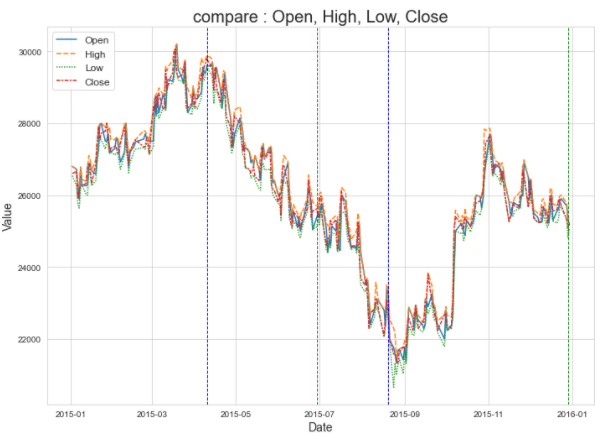 compare : Open, High, Low, Close
Open
High
Low
Close
30000
28000
26000
24000
22000
Value
2015-01
2015-03
2015-05
2015-07
2015-09
2015-11
2016-01
Date